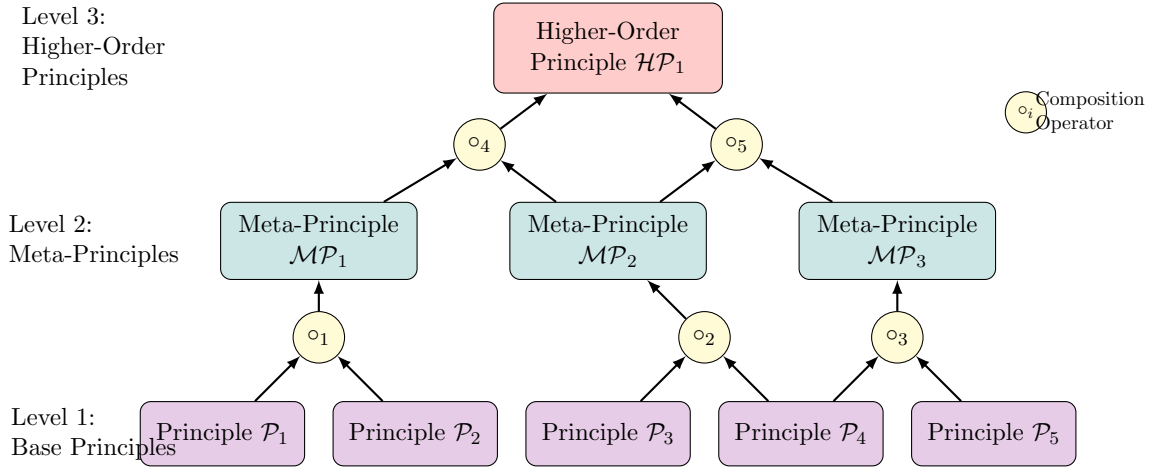 Level 3:
Higher-Order
Principles
Higher-Order
Principle 𝓗𝓟₁
∘ᵢ
Composition
Operator
∘₄
∘₅
Level 2:
Meta-Principles
Meta-Principle
𝓜𝓟₁
Meta-Principle
𝓜𝓟₂
Meta-Principle
𝓜𝓟₃
∘₁
∘₂
∘₃
Level 1:
Base Principles
Principle 𝓟₁
Principle 𝓟₂
Principle 𝓟₃
Principle 𝓟₄
Principle 𝓟₅